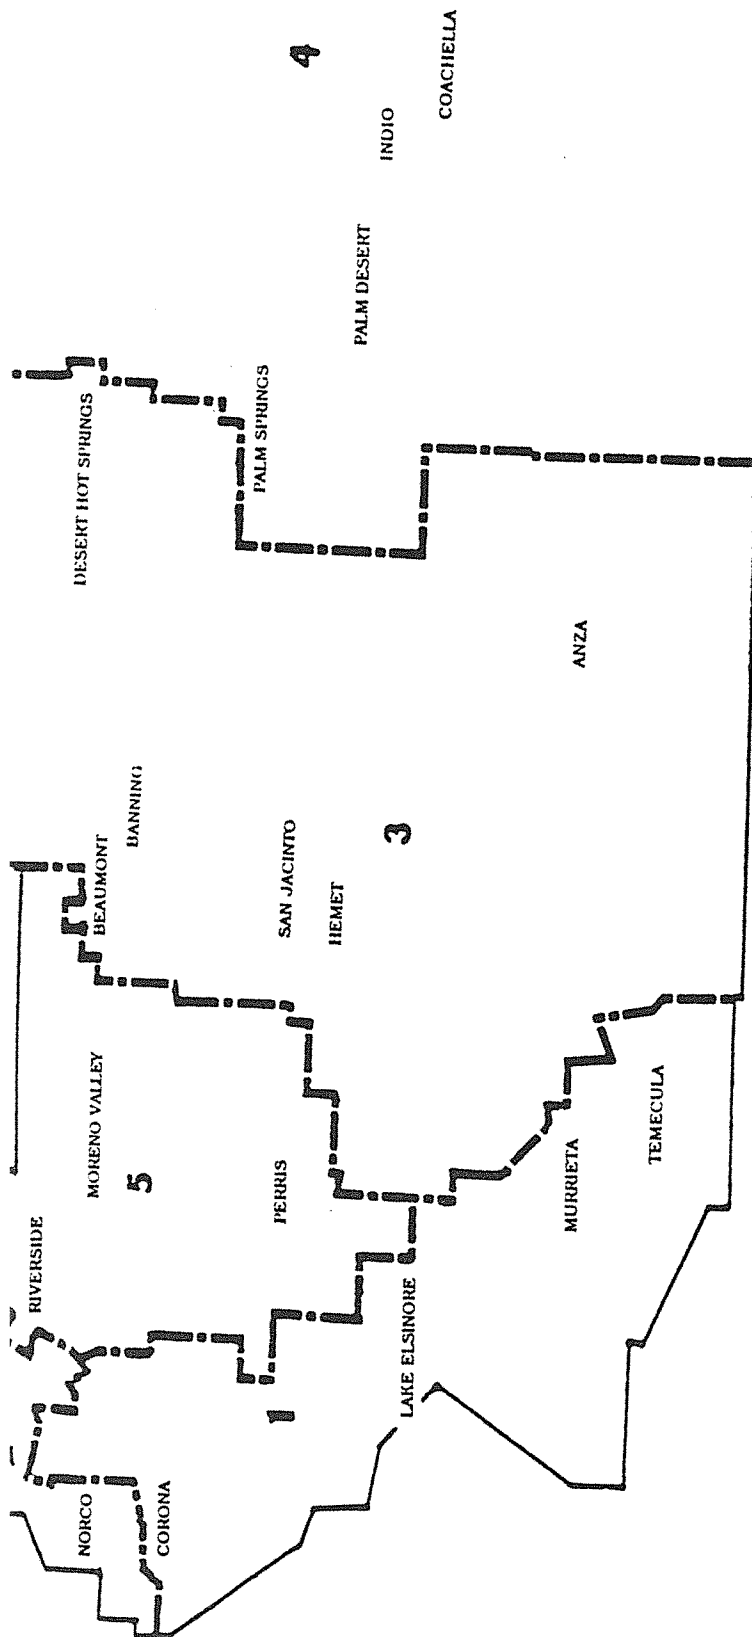 NORCO
CORONA
RIVERSIDE
MORENO VALLEY
5
PERRIS
1
LAKE ELSINORE
MURRIETA
TEMECULA
BEAUMONT
BANNING
SAN JACINTO
HEMET
3
ANZA
DESERT HOT SPRINGS
PALM SPRINGS
PALM DESERT
INDIO
COACHELLA
4